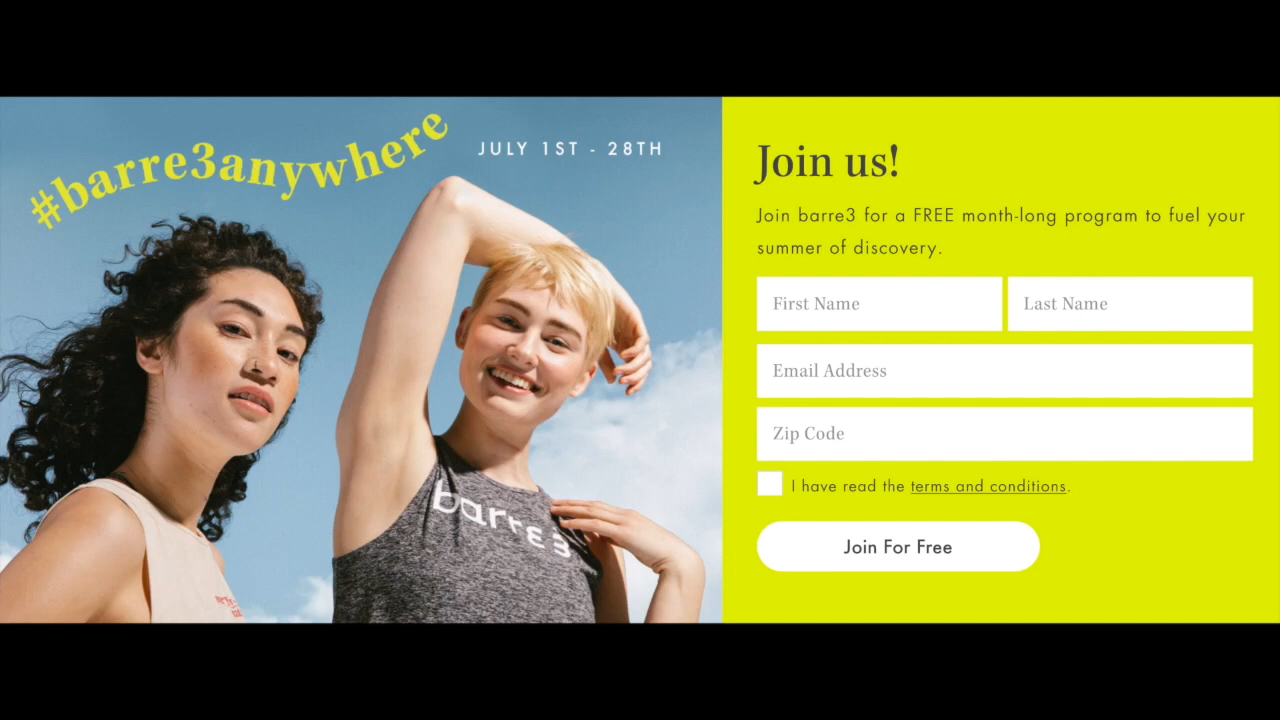 #barre3anywhere
JULY 1ST - 28TH
barre3
Join us!
Join barre3 for a FREE month-long program to fuel your
summer of discovery.
First Name
Last Name
Email Address
Zip Code
I have read the terms and conditions.
Join For Free